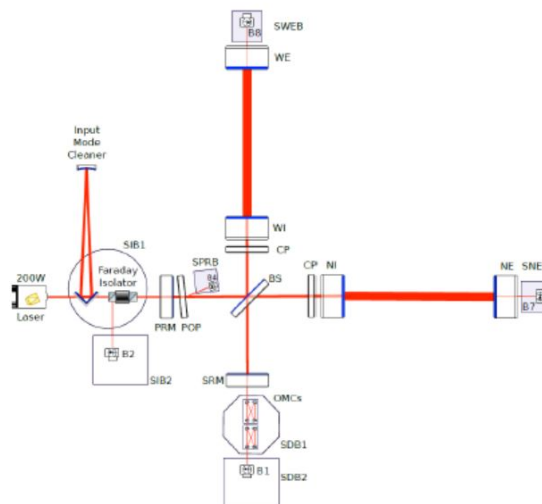 B8
SWEB
WE
Input
Mode
Cleaner
WI
CP
SIB1
Faraday
Isolator
SPRB
B4
BS
CP
NI
NE
SNE
B7
200W
Laser
PRM
POP
B2
SIB2
SRM
OMCs
SDB1
B1
SDB2